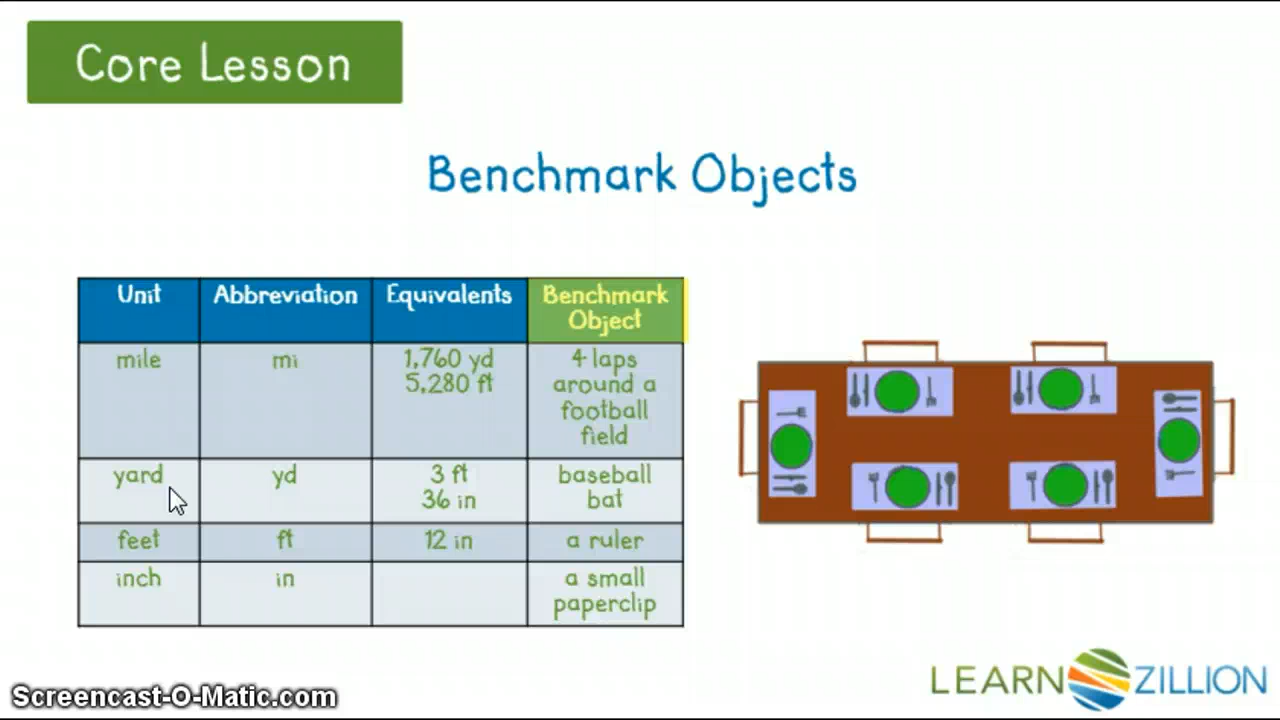 Core Lesson
Benchmark Objects
Unit Abbreviation Equivalents Benchmark
Object
mile mi 1,760 yd 4 laps
5,280 ft around a
football
field
yard yd 3 ft baseball
36 in bat
feet ft 12 in a ruler
inch in a small
paperclip
LEARN ZILLION
Screencast-O-Matic.com